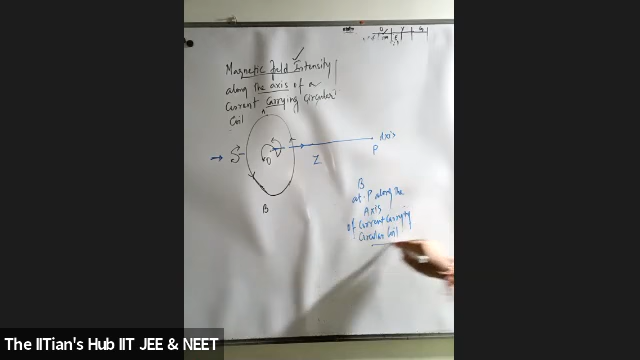 Magnetic field Intensity
along the axis of a
current carrying circular
coil
Axis
P
Z
O
B
B
at P along the
Axis
of current carrying
Circular Coil
The IITian's Hub IIT JEE & NEET